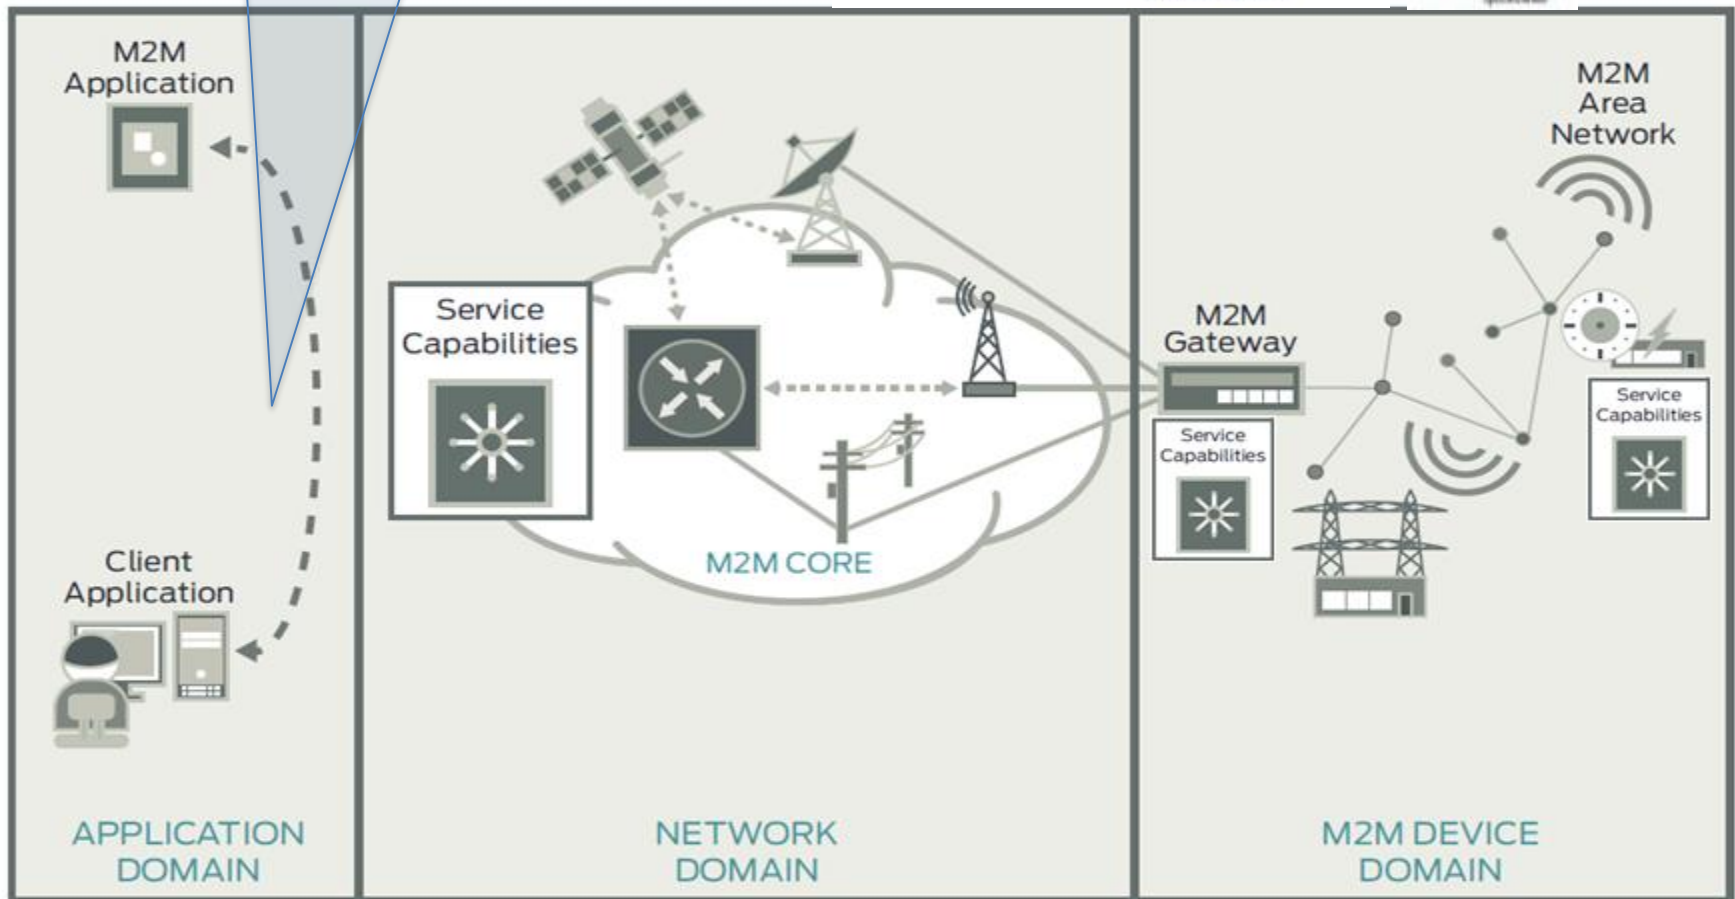 M2M
Application
Client
Application
APPLICATION
DOMAIN
Service
Capabilities
M2M CORE
NETWORK
DOMAIN
M2M
Area
Network
M2M
Gateway
Service
Capabilities
Service
Capabilities
M2M DEVICE
DOMAIN